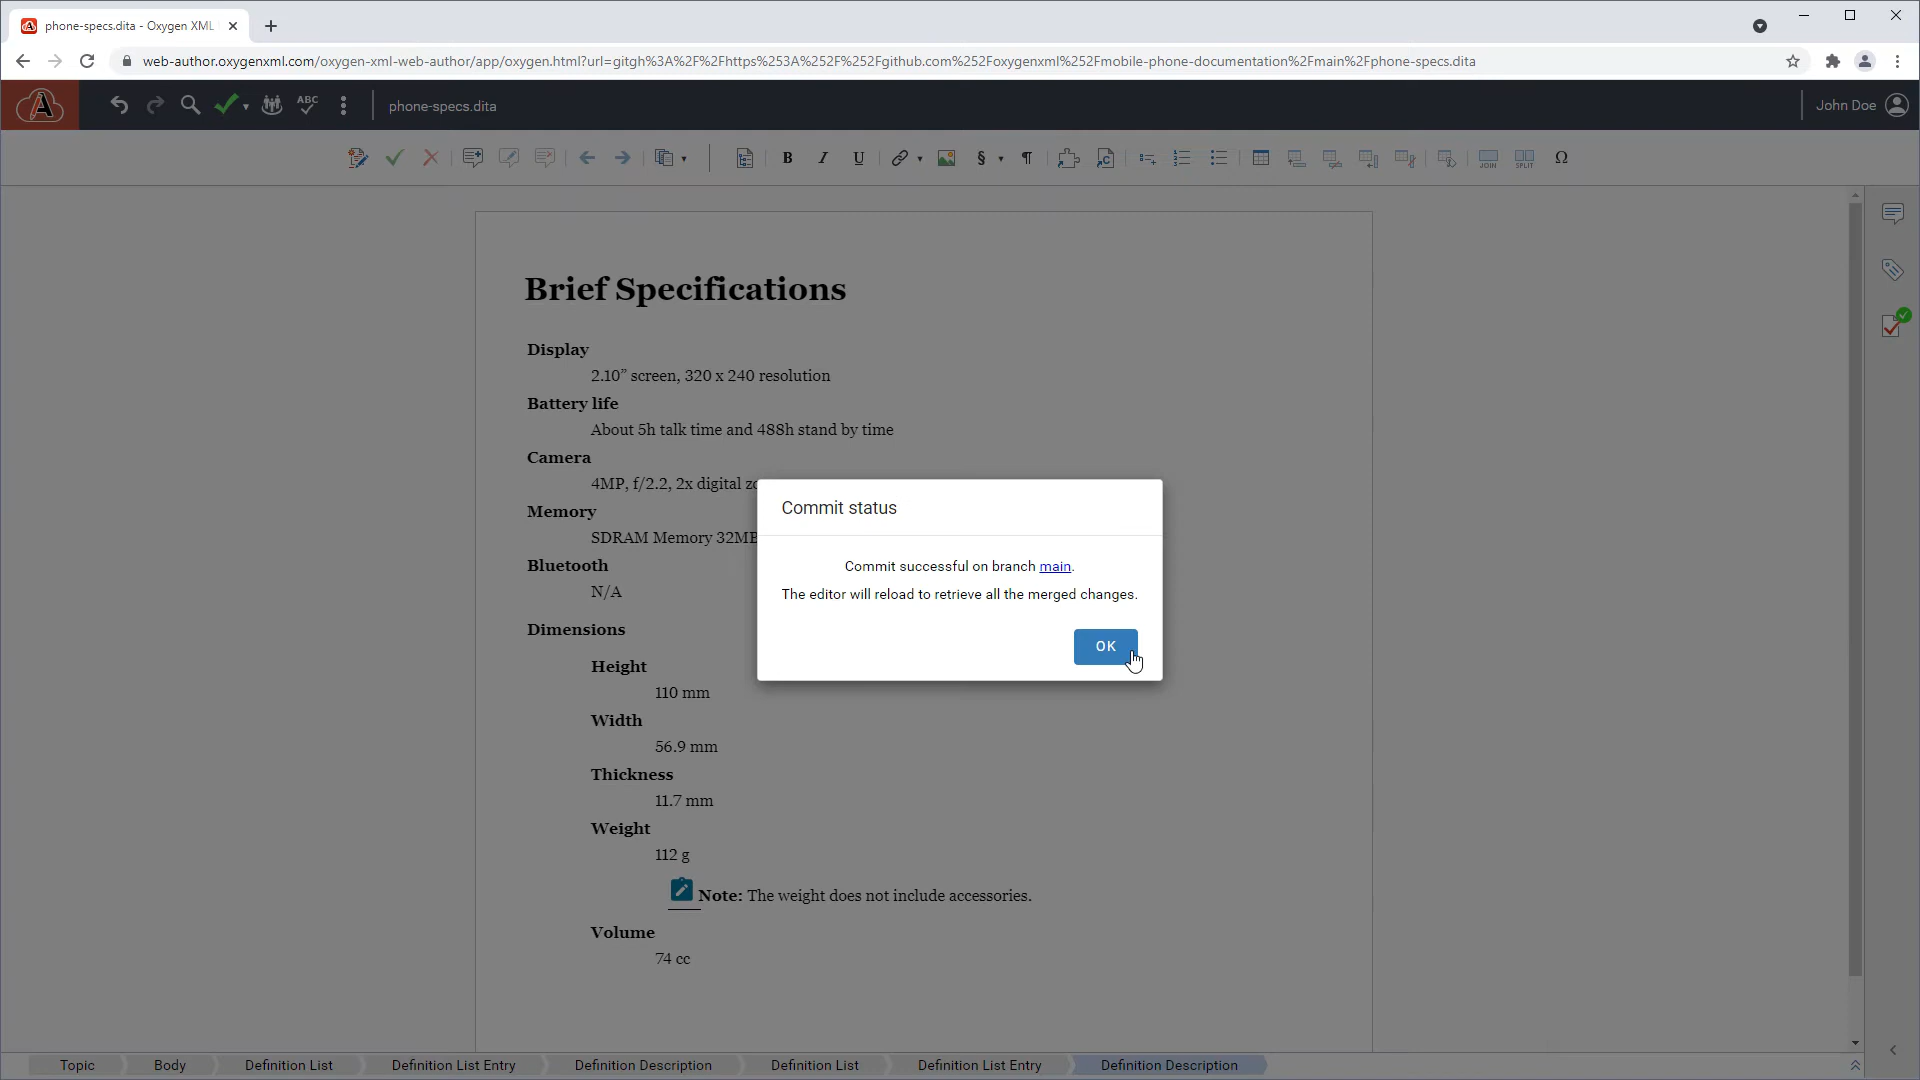 phone-specs.dita - Oxygen XML
web-author.oxygenxml.com/oxygen-xml-web-author/app/oxygen.html?url=gitgh%3A%2F%2Fhttps%253A%252F%252Fgithub.com%252Foxygenxml%252Fmobile-phone-documentation%2Fmain%2Fphone-specs.dita
ABC
phone-specs.dita
John Doe
B I U § ¶ JOIN SPLIT Ω
Brief Specifications
Display
2.10” screen, 320 x 240 resolution
Battery life
About 5h talk time and 488h stand by time
Camera
4MP, f/2.2, 2x digital
Memory
SDRAM Memory 32MB
Bluetooth
N/A
Dimensions
Height
110 mm
Width
56.9 mm
Thickness
11.7 mm
Weight
112 g
Note: The weight does not include accessories.
Volume
74 cc
Commit status
Commit successful on branch main.
The editor will reload to retrieve all the merged changes.
OK
Topic Body Definition List Definition List Entry Definition Description Definition List Definition List Entry Definition Description